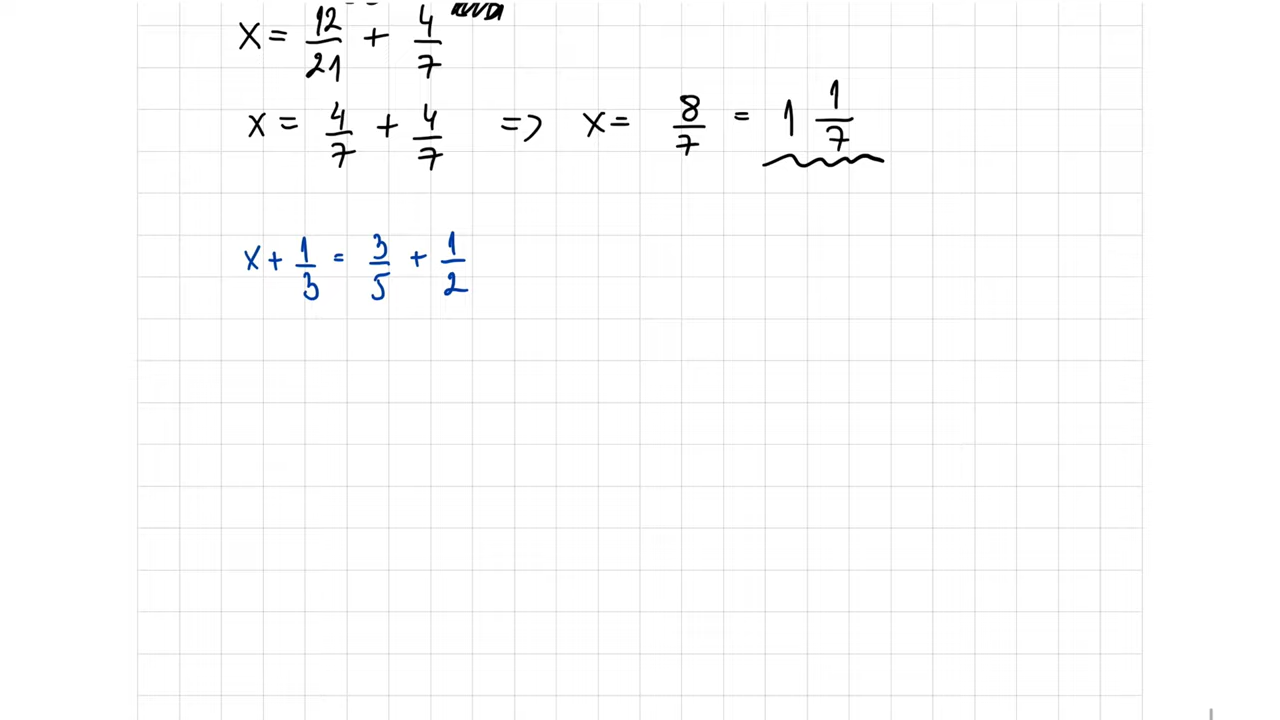 x = 12/21 + 4/7
x = 4/7 + 4/7 => x = 8/7 = 1 1/7
x + 1/3 = 3/5 + 1/2